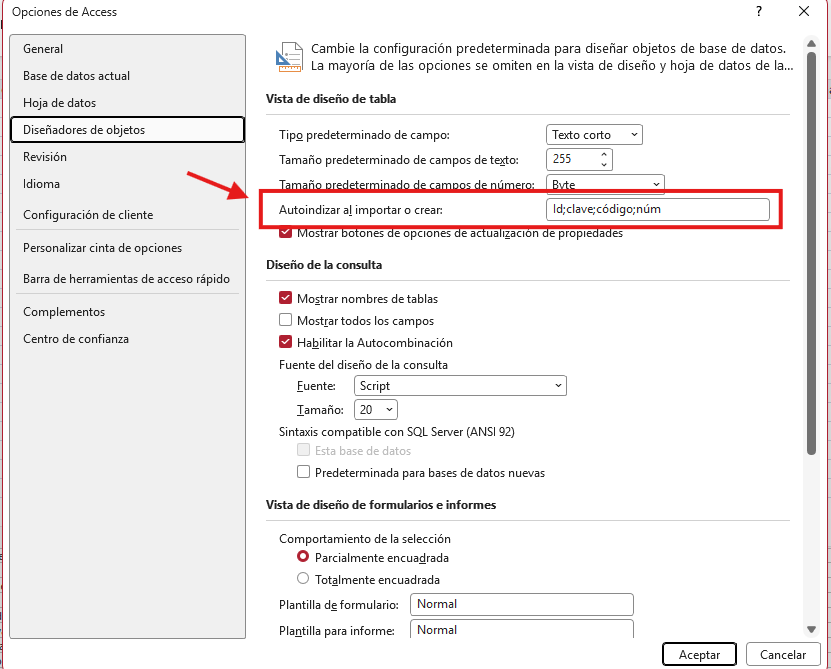 Opciones de Access
?
General
Base de datos actual
Hoja de datos
Diseñadores de objetos
Revisión
Idioma
Configuración de cliente
Personalizar cinta de opciones
Barra de herramientas de acceso rápido
Complementos
Centro de confianza
Cambie la configuración predeterminada para diseñar objetos de base de datos.
La mayoría de las opciones se omiten en la vista de diseño y hoja de datos de la...
Vista de diseño de tabla
Tipo predeterminado de campo: Texto corto
Tamaño predeterminado de campos de texto: 255
Tamaño predeterminado de campos de número: Byte
Autoindizar al importar o crear: Id;clave;código;núm
Mostrar botones de opciones de actualización de propiedades
Diseño de la consulta
Mostrar nombres de tablas
Mostrar todos los campos
Habilitar la Autocombinación
Fuente del diseño de la consulta
Fuente: Script
Tamaño: 20
Sintaxis compatible con SQL Server (ANSI 92)
Esta base de datos
Predeterminada para bases de datos nuevas
Vista de diseño de formularios e informes
Comportamiento de la selección
Parcialmente encuadrada
Totalmente encuadrada
Plantilla de formulario: Normal
Plantilla para informe: Normal
Aceptar Cancelar